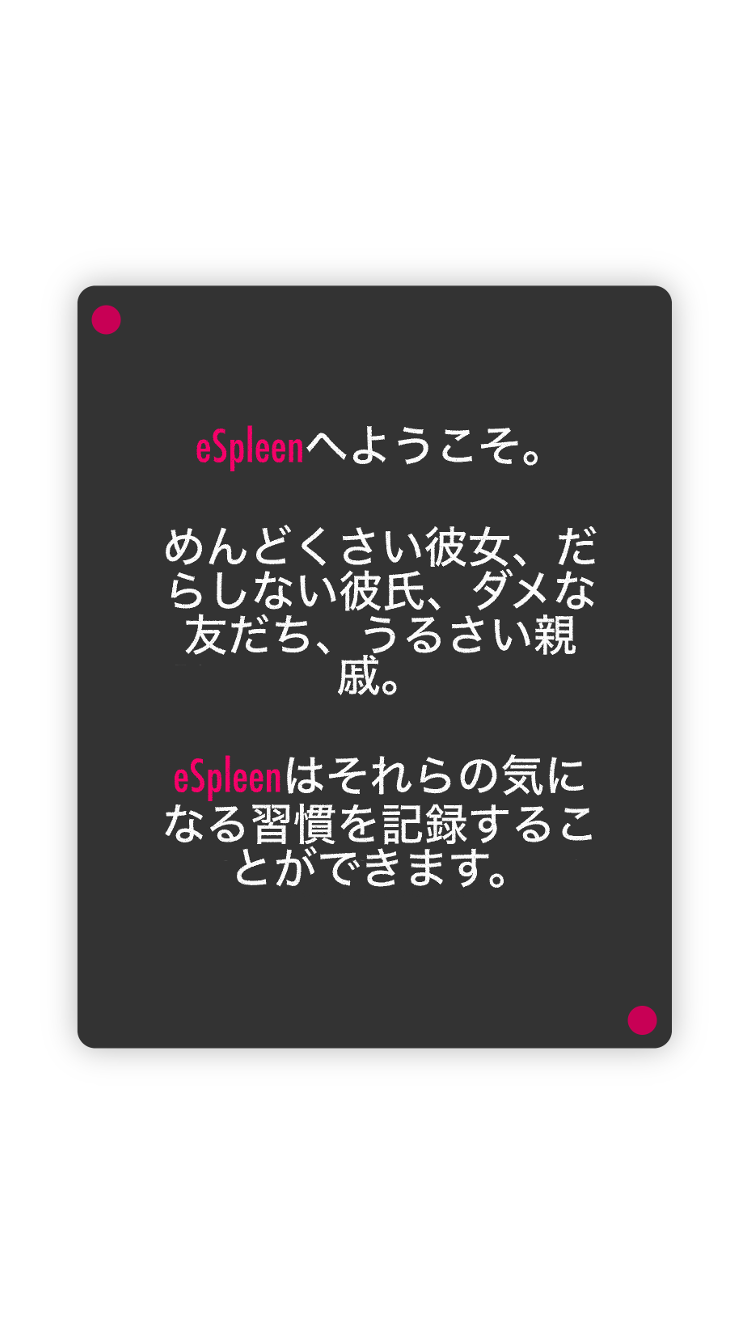 eSpleenへようこそ。
めんどくさい彼女、だ
らしない彼氏、ダメな
友だち、うるさい親
戚。
eSpleenはそれらの気に
なる習慣を記録するこ
とができます。